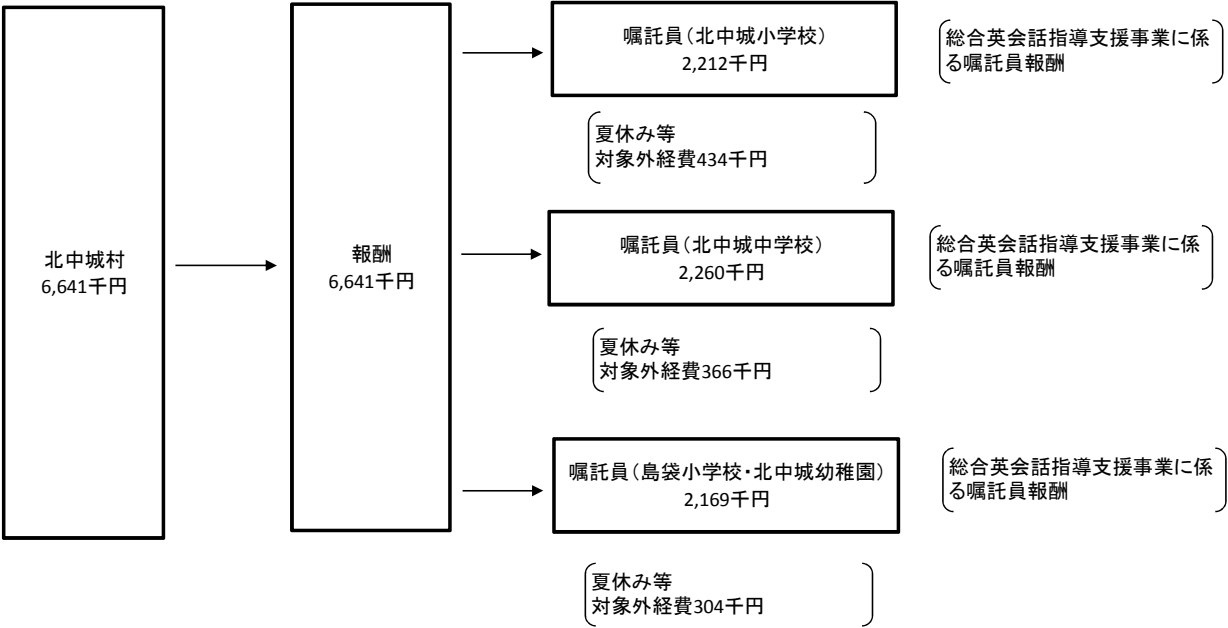 北中城村
6,641千円
報酬
6,641千円
嘱託員（北中城小学校）
2,212千円
総合英会話指導支援事業に係
る嘱託員報酬
夏休み等
対象外経費434千円
嘱託員（北中城中学校）
2,260千円
総合英会話指導支援事業に係
る嘱託員報酬
夏休み等
対象外経費366千円
嘱託員（島袋小学校・北中城幼稚園）
2,169千円
総合英会話指導支援事業に係
る嘱託員報酬
夏休み等
対象外経費304千円